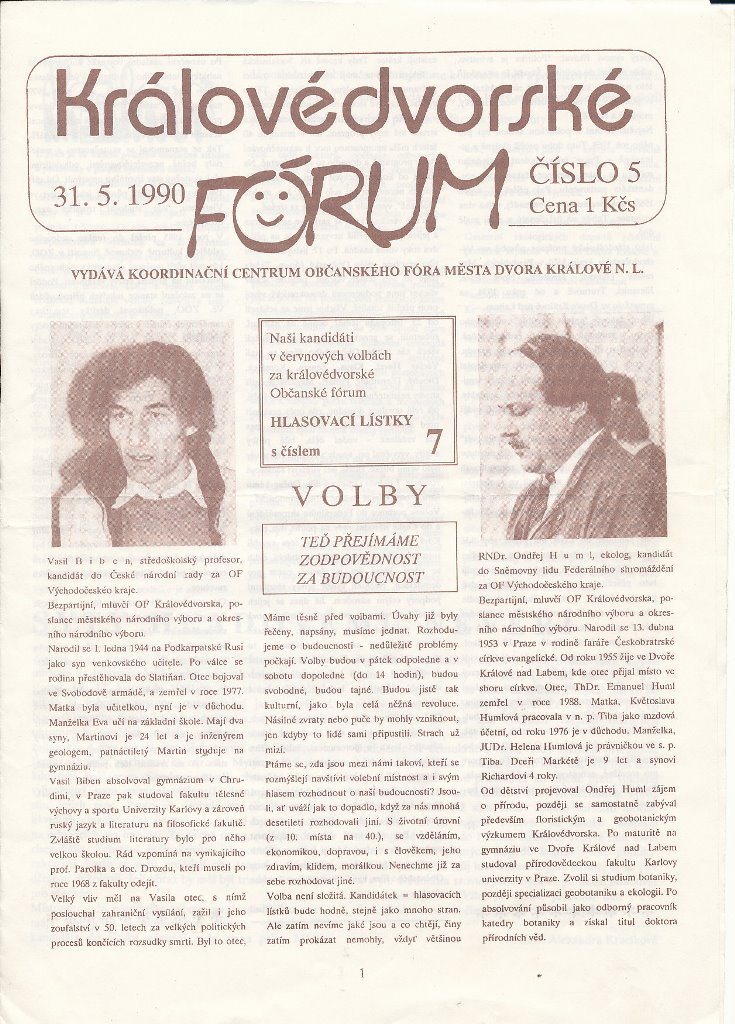 Královédvorské
FÓRUM
31. 5. 1990
ČÍSLO 5
Cena 1 Kčs
VYDÁVÁ KOORDINAČNÍ CENTRUM OBČANSKÉHO FÓRA MĚSTA DVORA KRÁLOVÉ N. L.
Vasil B i b e n, středoškolský profesor,
kandidát do České národní rady za OF
Východočeskéo kraje.
Bezpartijní, mluvčí OF Královédvorska, po-
slanec městského národního výboru a okres-
ního národního výboru.
Narodil se 1. ledna 1944 na Podkarpatské Rusi
jako syn venkovského učitele. Po válce se
rodina přestěhovala do Slatiňan. Otec bojoval
ve Svobodově armádě, a zemřel v roce 1977.
Matka byla učitelkou, nyní je v důchodu.
Manželka Eva učí na základní škole. Mají dva
syny, Martinovi je 24 let a je inženýrem
geologem, patnáctiletý Martin studuje na
gymnáziu.
Vasil Biben absolvoval gymnázium v Chru-
dimi, v Praze pak studoval fakultu tělesné
výchovy a sportu Univerzity Karlovy a zároveň
ruský jazyk a literaturu na filosofické fakultě.
Zvláště studium literatury bylo pro něho
velkou školou. Rád vzpomíná na vynikajícího
prof. Parolka a doc. Drozdu, kteří museli po
roce 1968 z fakulty odejít.
Velký vliv měl na Vasila otec, s nímž
poslouchal zahraniční vysílání, zažil i jeho
zoufalství v 50. letech za velkých politických
procesů končících rozsudky smrti. Byl to otec,
Naši kandidáti
v červnových volbách
za královédvorské
Občanské fórum
HLASOVACÍ LÍSTKY
s číslem 7
VOLBY
TEĎ PŘEJÍMÁME
ZODPOVĚDNOST
ZA BUDOUCNOST
Máme těsně před volbami. Úvahy již byly
řečeny, napsány, musíme jednat. Rozhodu-
jeme o budoucnosti - nedůležité problémy
počkají. Volby budou v pátek odpoledne a v
sobotu dopoledne (do 14 hodin), budou
svobodné, budou tajné. Budou jistě tak
kulturní, jako byla celá něžná revoluce.
Násilné zvraty nebo puče by mohly vzniknout,
jen kdyby to lidé sami připustili. Strach už
mizí.
Ptáme se, zda jsou mezi námi takoví, kteří se
rozmýšlejí navštívit volební místnost a i svým
hlasem rozhodnout o naší budoucnosti? Jsou-
li, ať uváží jak to dopadlo, když za nás mnohá
desetiletí rozhodovali jiní. S životní úrovní
(z 10. místa na 40.), se vzděláním,
ekonomikou, dopravou, i s člověkem, jeho
zdravím, klidem, morálkou. Nenechme již za
sebe rozhodovat jiné.
Volba není složitá. Kandidátek = hlasovacích
lístků bude hodně, stejně jako mnoho stran.
Ale zatím nevíme jaké jsou a co chtějí, činy
zatím prokázat nemohly, vždyť většinou
RNDr. Ondřej H u m l, ekolog, kandidát
do Sněmovny lidu Federálního shromáždění
za OF Východočeského kraje.
Bezpartijní, mluvčí OF Královédvorska, po-
slanec městského národního výboru a okres-
ního národního výboru. Narodil se 13. dubna
1953 v Praze v rodině faráře Českobratrské
církve evangelické. Od roku 1955 žije ve Dvoře
Králové nad Labem, kde otec přijal místo ve
sboru církve. Otec, ThDr. Emanuel Huml
zemřel v roce 1988. Matka, Květoslava
Humlová pracovala v n. p. Tiba jako mzdová
účetní, od roku 1976 je v důchodu. Manželka,
JUDr. Helena Humlová je právničkou ve s. p.
Tiba. Dceři Markétě je 9 let a synovi
Richardovi 4 roky.
Od dětství projevoval Ondřej Huml zájem
o přírodu, později se samostatně zabýval
především floristickým a geobotanickým
výzkumem Královédvorska. Po maturitě na
gymnáziu ve Dvoře Králové nad Labem
studoval přírodovědeckou fakultu Karlovy
univerzity v Praze. Zvolil si studium botaniky,
později specializaci geobotaniku a ekologii. Po
absolvování působil jako odborný pracovník
katedry botaniky a získal titul doktora
přírodních věd.
1